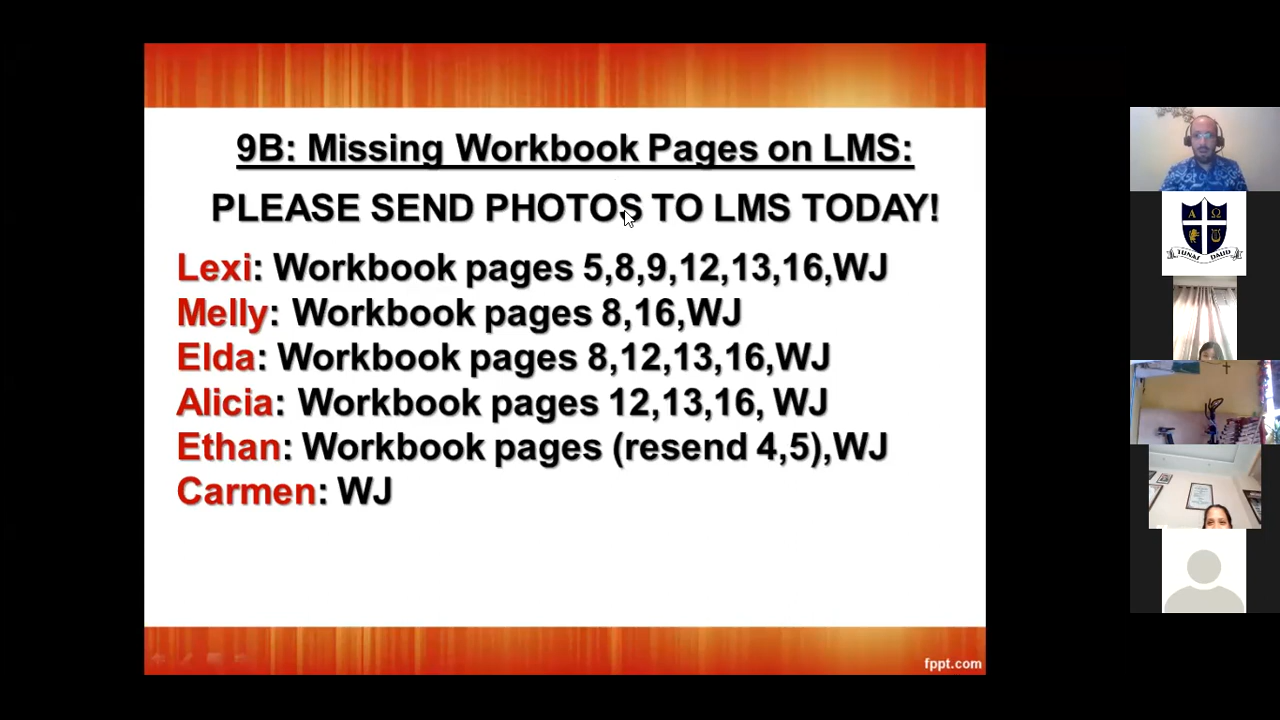 9B: Missing Workbook Pages on LMS:
PLEASE SEND PHOTOS TO LMS TODAY!
Lexi: Workbook pages 5,8,9,12,13,16,WJ
Melly: Workbook pages 8,16,WJ
Elda: Workbook pages 8,12,13,16,WJ
Alicia: Workbook pages 12,13,16, WJ
Ethan: Workbook pages (resend 4,5),WJ
Carmen: WJ
fppt.com
Α Ω
TUNAS DAUD